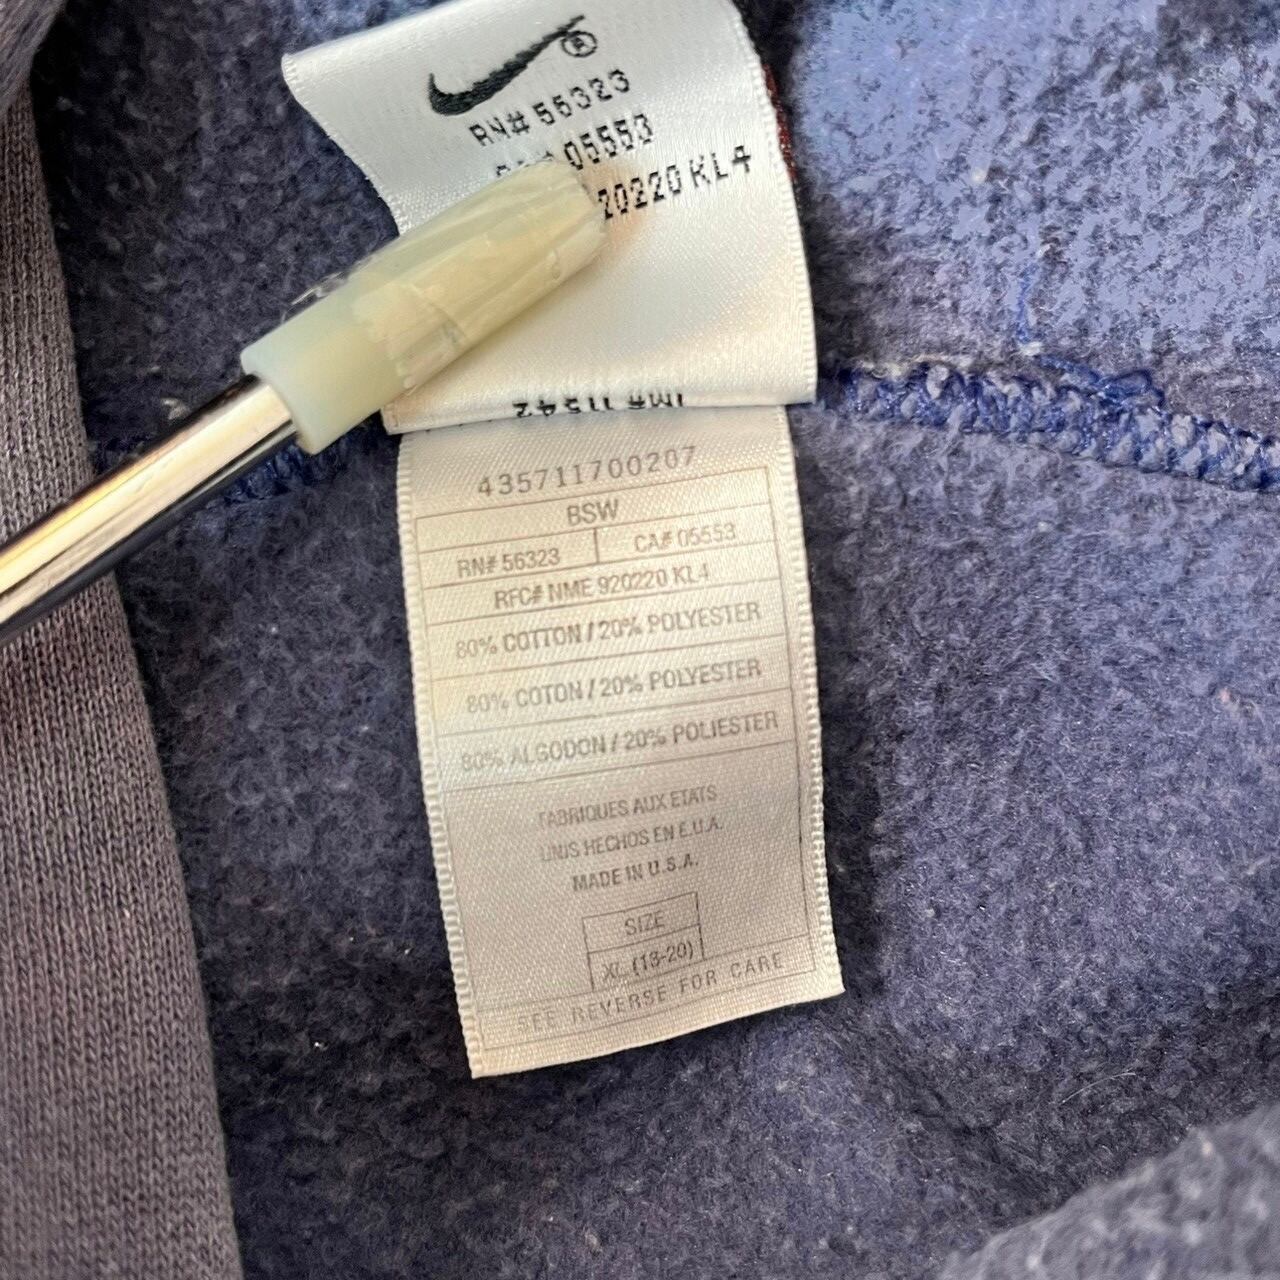 RN# 56323
05553
20220 KL4
IM# 11542
435711700207
BSW
RN# 56323 CA# 05553
RFC# NME 920220 KL4
80% COTTON / 20% POLYESTER
80% COTON / 20% POLYESTER
80% ALGODON / 20% POLIESTER
FABRIQUES AUX ETATS
UNIS HECHOS EN E.U.A.
MADE IN U.S.A.
SIZE
XL (18-20)
SEE REVERSE FOR CARE